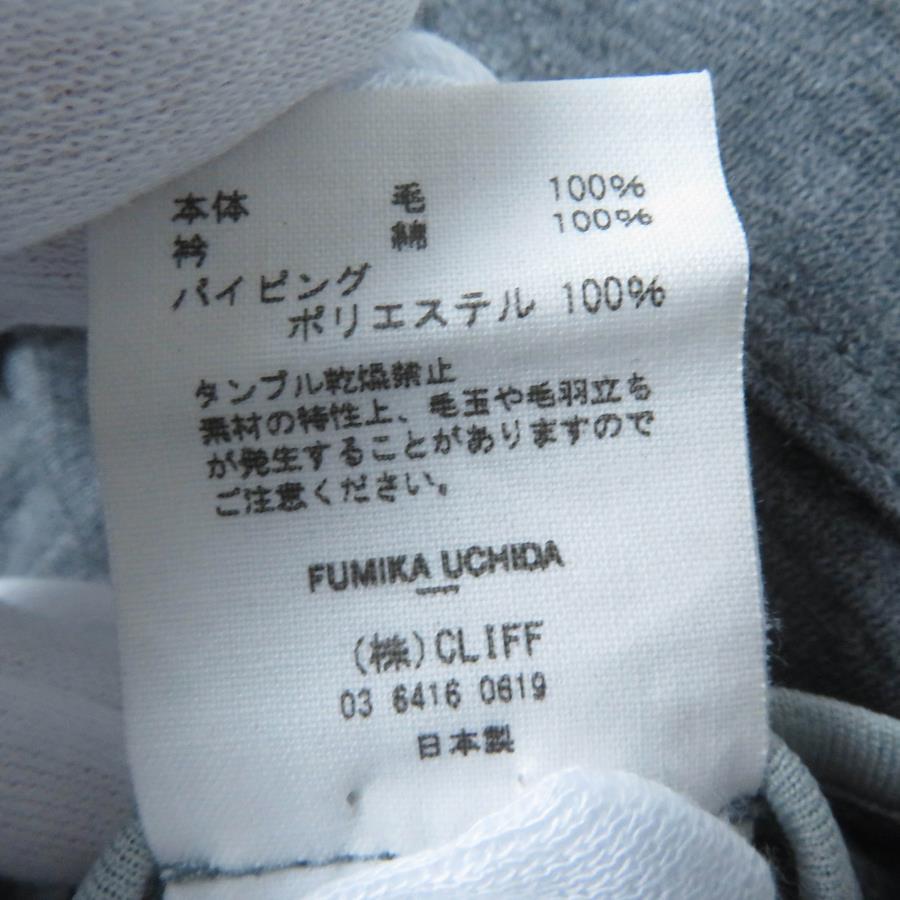 本体 毛 100%
衿 綿 100%
パイピング
ポリエステル 100%
タンブル乾燥禁止
素材の特性上、毛玉や毛羽立ち
が発生することがありますので
ご注意ください。
FUMIKA_UCHIDA
(株)CLIFF
03 6416 0619
日本製